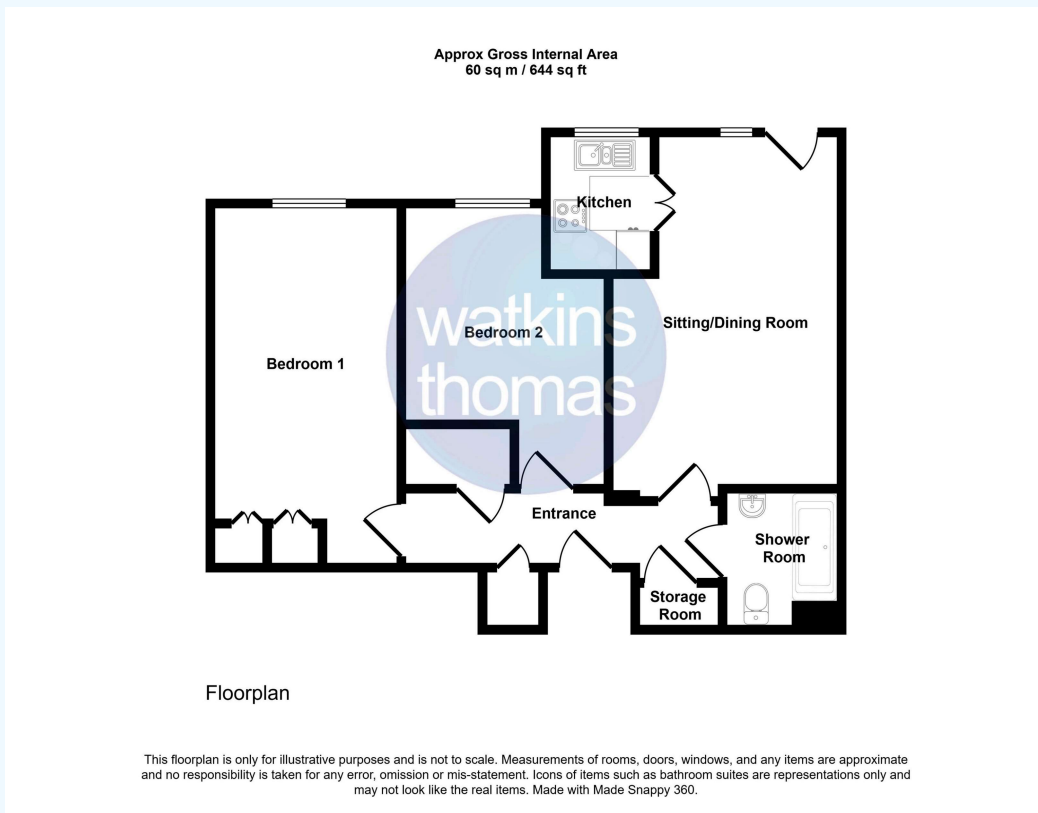 Approx Gross Internal Area
60 sq m / 644 sq ft
Kitchen
Sitting/Dining Room
watkins
thomas
Bedroom 2
Bedroom 1
Entrance
Shower
Room
Storage
Room
Floorplan
This floorplan is only for illustrative purposes and is not to scale. Measurements of rooms, doors, windows, and any items are approximate
and no responsibility is taken for any error, omission or mis-statement. Icons of items such as bathroom suites are representations only and
may not look like the real items. Made with Made Snappy 360.